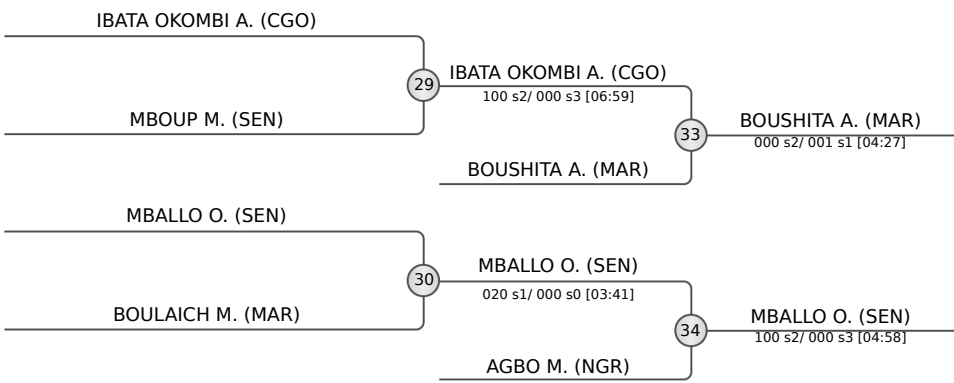 IBATA OKOMBI A. (CGO)
29
MBOUP M. (SEN)
IBATA OKOMBI A. (CGO)
100 s2/ 000 s3 [06:59]
33
BOUSHITA A. (MAR)
BOUSHITA A. (MAR)
000 s2/ 001 s1 [04:27]
MBALLO O. (SEN)
30
BOULAICH M. (MAR)
MBALLO O. (SEN)
020 s1/ 000 s0 [03:41]
34
AGBO M. (NGR)
MBALLO O. (SEN)
100 s2/ 000 s3 [04:58]